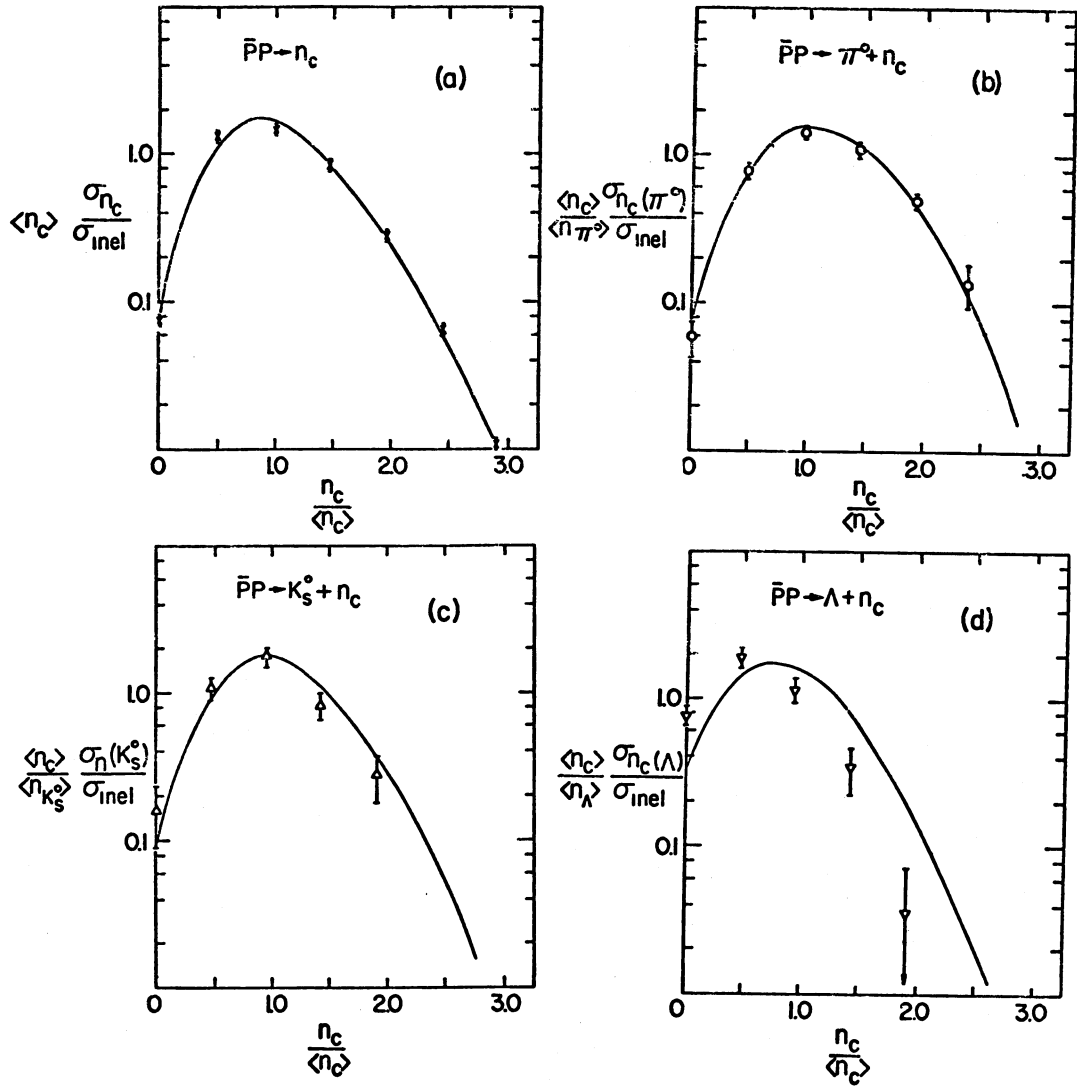 P̄P→n_c
(a)
1.0
0.1
⟨n_c⟩ σ_{n_c}/σ_{inel}
0 1.0 2.0 3.0
n_c/⟨n_c⟩
P̄P→π°+n_c
(b)
1.0
0.1
⟨n_c⟩/⟨n_{π°}⟩ σ_{n_c}(π°)/σ_{inel}
0 1.0 2.0 3.0
n_c/⟨n_c⟩
P̄P→K_s°+n_c
(c)
1.0
0.1
⟨n_c⟩/⟨n_{K_s°}⟩ σ_n(K_s°)/σ_{inel}
0 1.0 2.0 3.0
n_c/⟨n_c⟩
P̄P→Λ+n_c
(d)
1.0
0.1
⟨n_c⟩/⟨n_Λ⟩ σ_{n_c}(Λ)/σ_{inel}
0 1.0 2.0 3.0
n_c/⟨n_c⟩